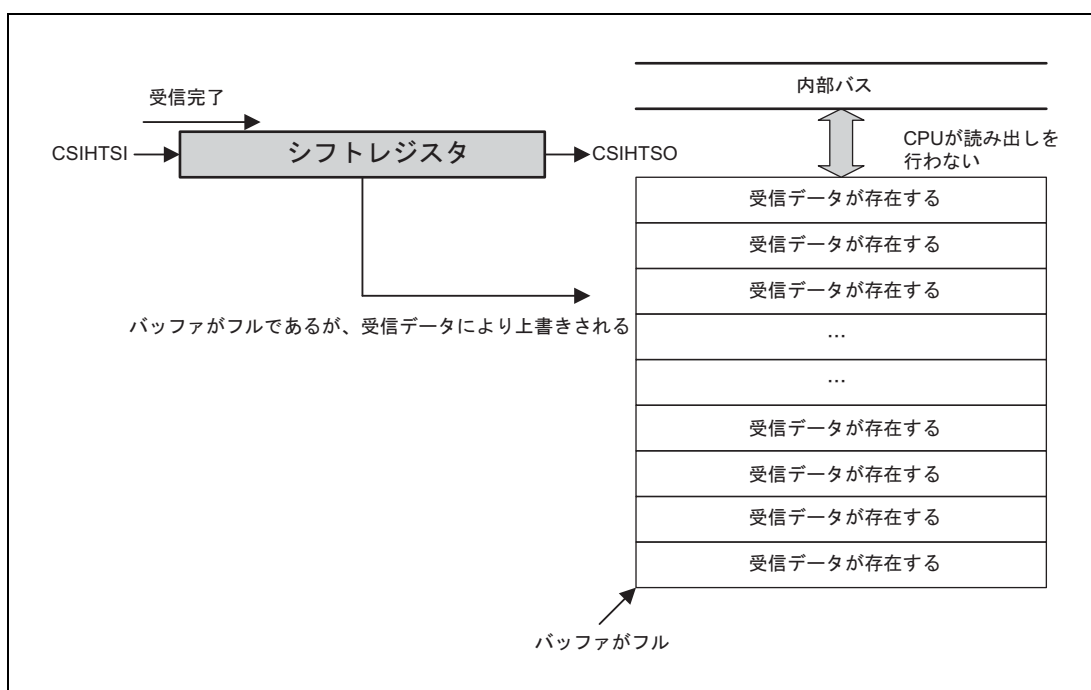 内部バス
受信完了
CSIHTSI
シフトレジスタ
CSIHTSO
CPUが読み出しを
行わない
受信データが存在する
受信データが存在する
受信データが存在する
バッファがフルであるが、受信データにより上書きされる
…
…
受信データが存在する
受信データが存在する
受信データが存在する
受信データが存在する
バッファがフル